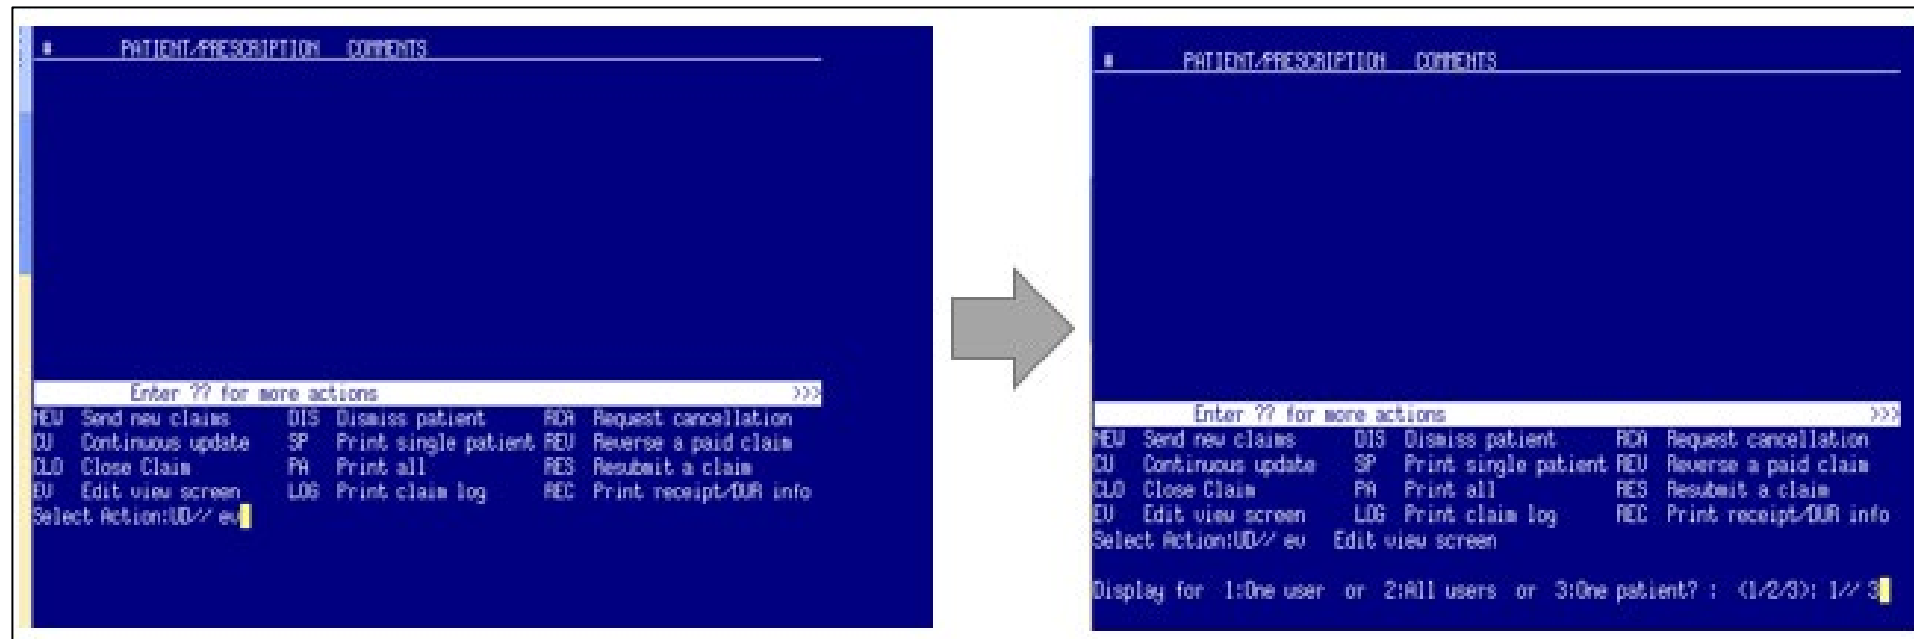 # PATIENT/PRESCRIPTION COMMENTS
Enter ?? for more actions >>>
NEW Send new claims DIS Dismiss patient RCA Request cancellation
CU Continuous update SP Print single patient REV Reverse a paid claim
CLO Close Claim PA Print all RES Resubmit a claim
EV Edit view screen LOG Print claim log REC Print receipt/DUR info
Select Action:UD// ev
# PATIENT/PRESCRIPTION COMMENTS
Enter ?? for more actions >>>
NEW Send new claims DIS Dismiss patient RCA Request cancellation
CU Continuous update SP Print single patient REV Reverse a paid claim
CLO Close Claim PA Print all RES Resubmit a claim
EV Edit view screen LOG Print claim log REC Print receipt/DUR info
Select Action:UD// ev Edit view screen
Display for 1:One user or 2:All users or 3:One patient? : (1/2/3): 1// 3